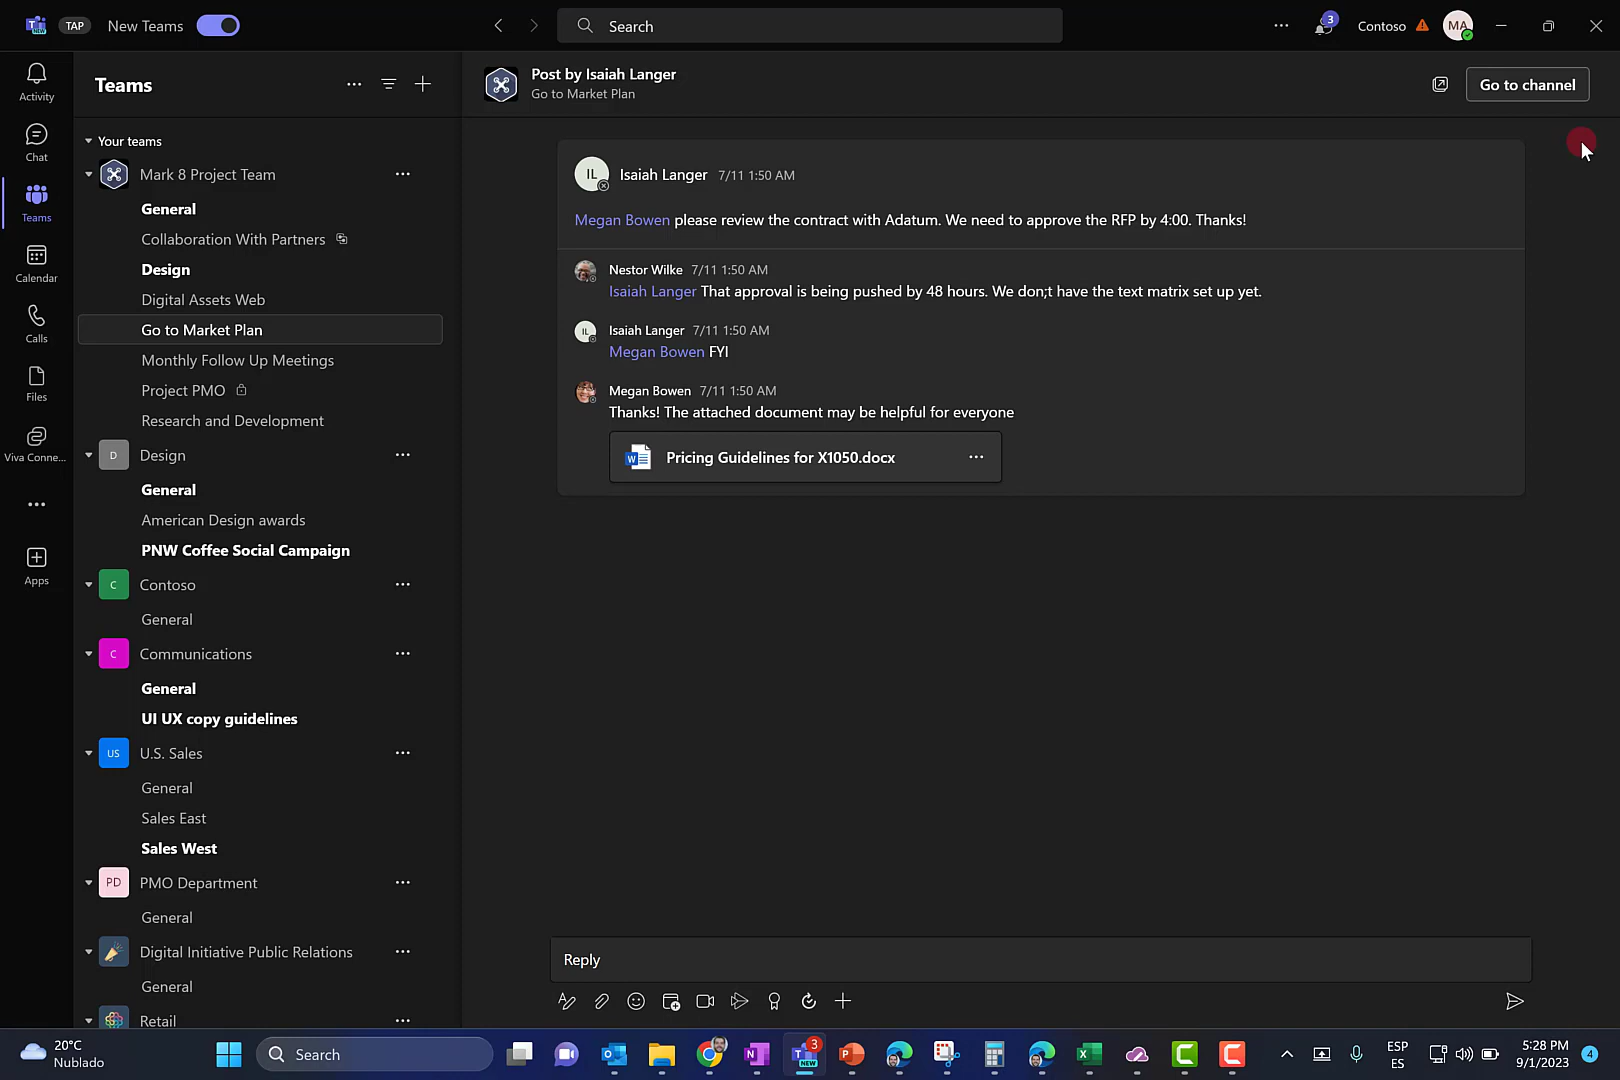 TAP
New Teams
Search
3
Contoso
MA
Activity
Chat
Teams
Calendar
Calls
Files
Viva Conne...
Apps
Teams
Your teams
Mark 8 Project Team
General
Collaboration With Partners
Design
Digital Assets Web
Go to Market Plan
Monthly Follow Up Meetings
Project PMO
Research and Development
D Design
General
American Design awards
PNW Coffee Social Campaign
C Contoso
General
C Communications
General
UI UX copy guidelines
US U.S. Sales
General
Sales East
Sales West
PD PMO Department
General
Digital Initiative Public Relations
General
Retail
Post by Isaiah Langer
Go to Market Plan
Go to channel
IL Isaiah Langer 7/11 1:50 AM
Megan Bowen please review the contract with Adatum. We need to approve the RFP by 4:00. Thanks!
Nestor Wilke 7/11 1:50 AM
Isaiah Langer That approval is being pushed by 48 hours. We don;t have the text matrix set up yet.
IL Isaiah Langer 7/11 1:50 AM
Megan Bowen FYI
Megan Bowen 7/11 1:50 AM
Thanks! The attached document may be helpful for everyone
W Pricing Guidelines for X1050.docx
Reply
20°C
Nublado
Search
3
ESP
ES
5:28 PM
9/1/2023
4